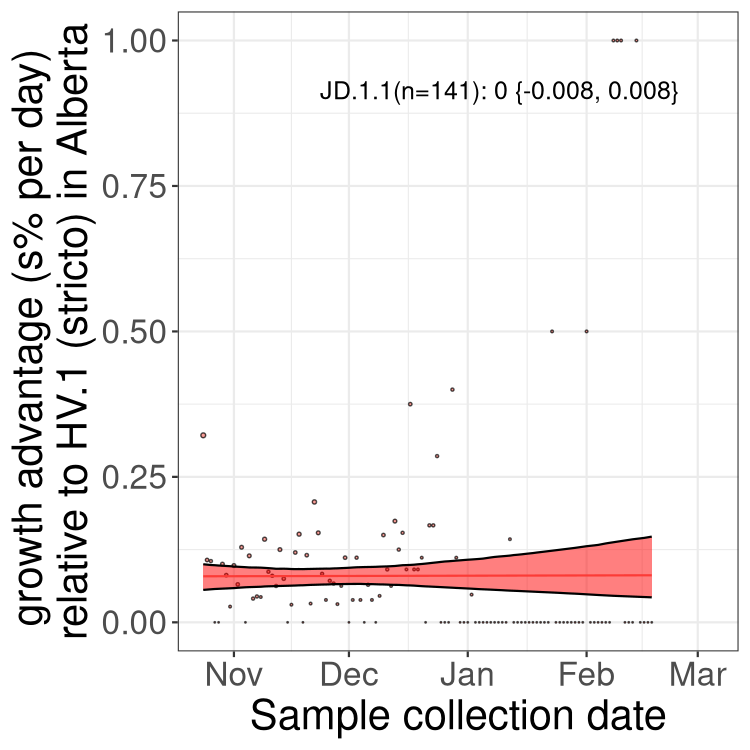 growth advantage (s% per day)
relative to HV.1 (stricto) in Alberta
1.00
0.75
0.50
0.25
0.00
JD.1.1(n=141): 0 {-0.008, 0.008}
Nov Dec Jan Feb Mar
Sample collection date